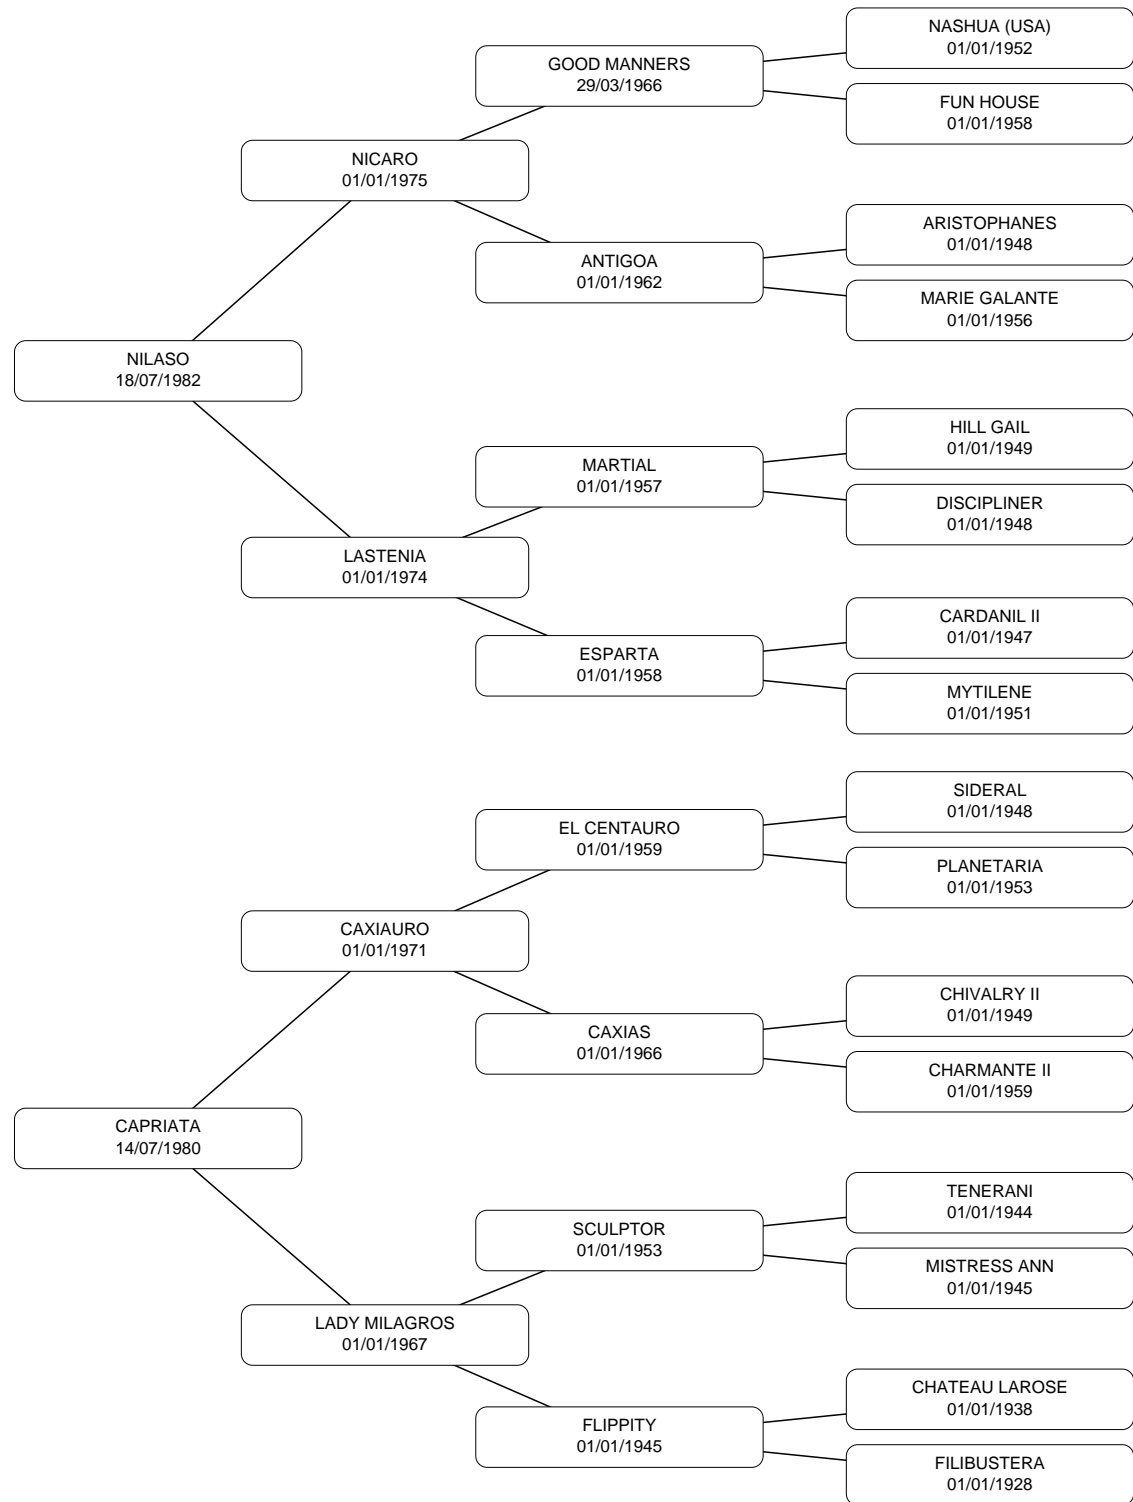 NASHUA (USA)
01/01/1952
GOOD MANNERS
29/03/1966
FUN HOUSE
01/01/1958
NICARO
01/01/1975
ARISTOPHANES
01/01/1948
ANTIGOA
01/01/1962
MARIE GALANTE
01/01/1956
NILASO
18/07/1982
HILL GAIL
01/01/1949
MARTIAL
01/01/1957
DISCIPLINER
01/01/1948
LASTENIA
01/01/1974
CARDANIL II
01/01/1947
ESPARTA
01/01/1958
MYTILENE
01/01/1951
SIDERAL
01/01/1948
EL CENTAURO
01/01/1959
PLANETARIA
01/01/1953
CAXIAURO
01/01/1971
CHIVALRY II
01/01/1949
CAXIAS
01/01/1966
CHARMANTE II
01/01/1959
CAPRIATA
14/07/1980
TENERANI
01/01/1944
SCULPTOR
01/01/1953
MISTRESS ANN
01/01/1945
LADY MILAGROS
01/01/1967
CHATEAU LAROSE
01/01/1938
FLIPPITY
01/01/1945
FILIBUSTERA
01/01/1928